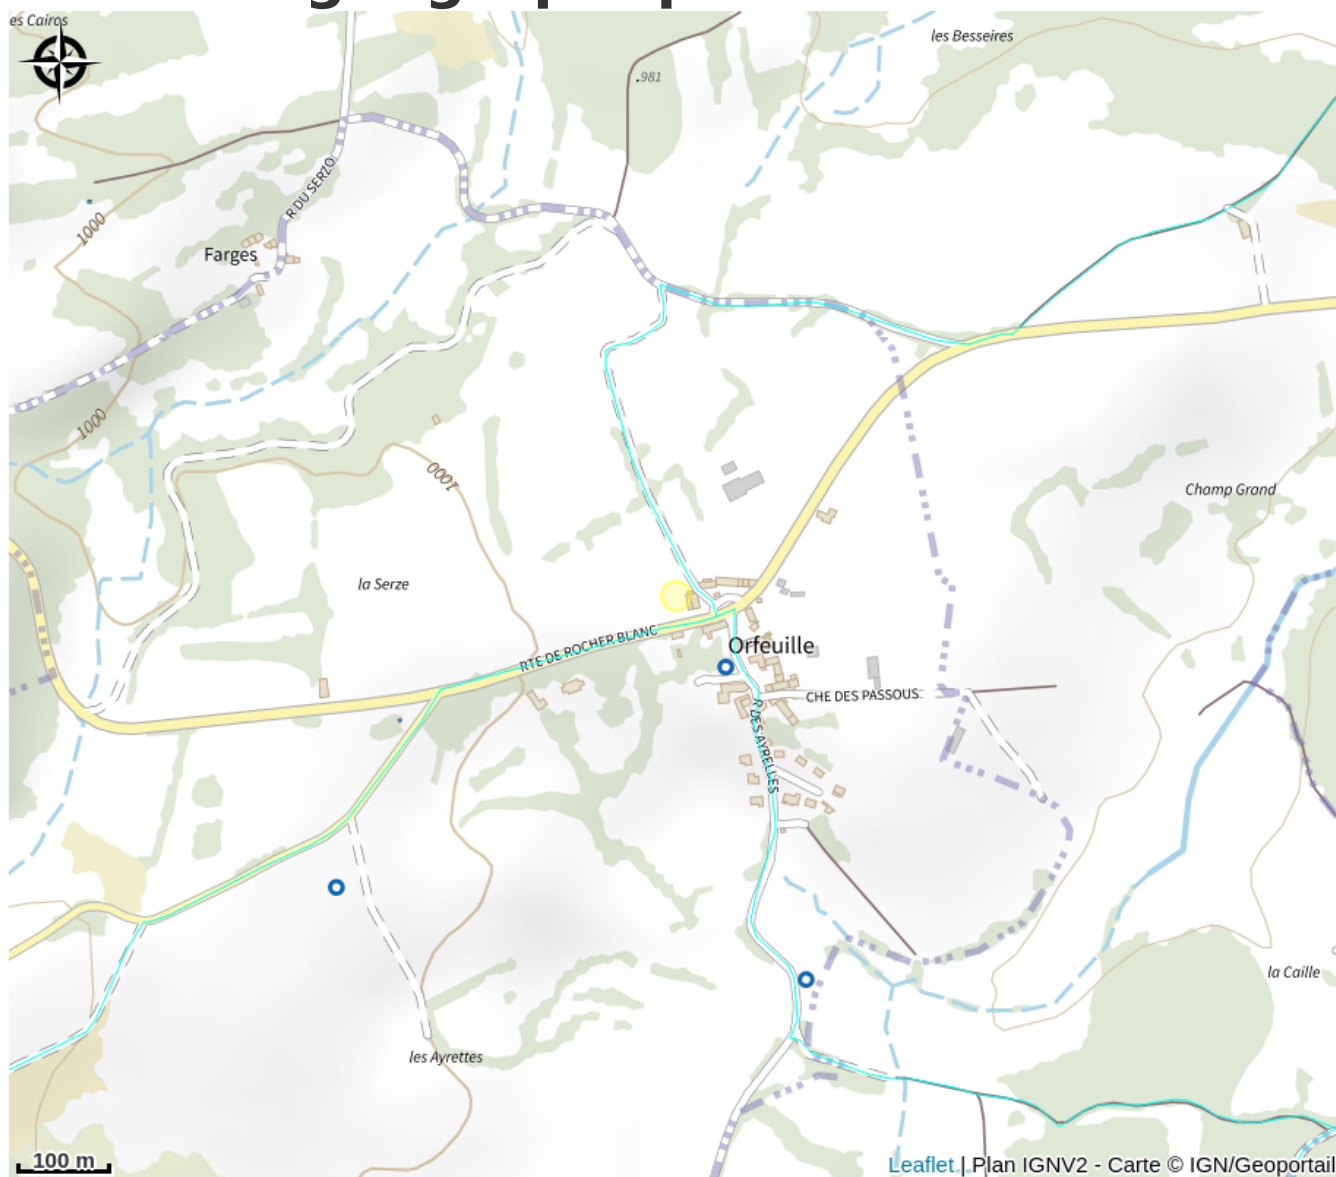 es Cairos
les Besseires
.981
R DU SERZO
1000
Farges
1000
1000
Champ Grand
la Serze
RTE DE ROCHER BLANC
Orfeuille
CHE DES PASSOUS
R DES AYRELLES
la Caille
les Ayrettes
100 m
Leaflet | Plan IGNV2 - Carte © IGN/Geoportail